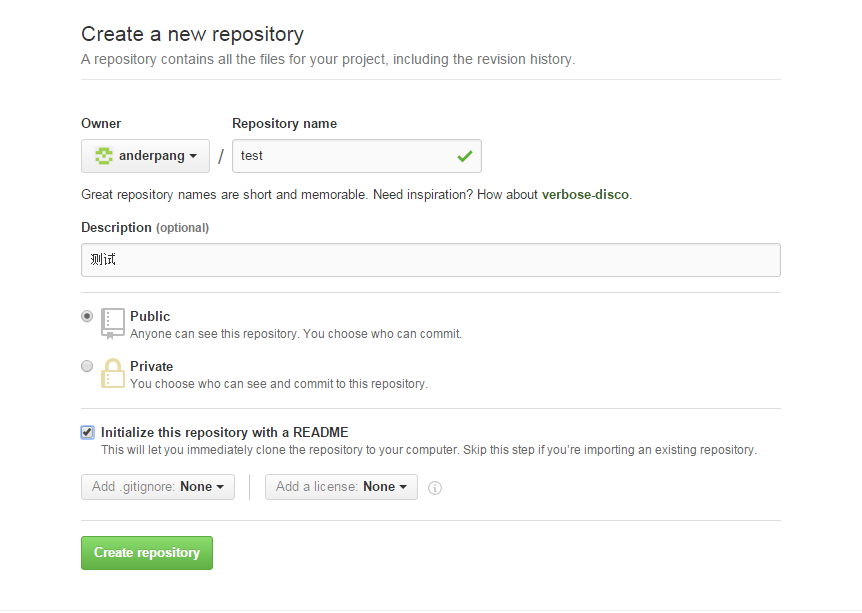 Create a new repository
A repository contains all the files for your project, including the revision history.
Owner
Repository name
anderpang
/
test
Great repository names are short and memorable. Need inspiration? How about verbose-disco.
Description (optional)
测试
Public
Anyone can see this repository. You choose who can commit.
Private
You choose who can see and commit to this repository.
Initialize this repository with a README
This will let you immediately clone the repository to your computer. Skip this step if you’re importing an existing repository.
Add .gitignore: None
Add a license: None
Create repository